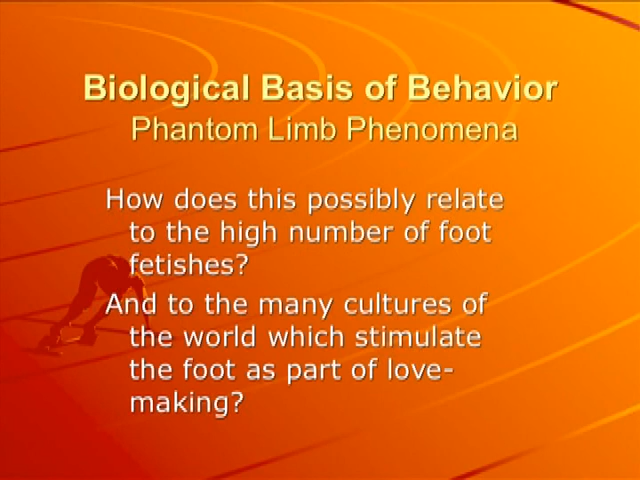 Biological Basis of Behavior
Phantom Limb Phenomena
How does this possibly relate
to the high number of foot
fetishes?
And to the many cultures of
the world which stimulate
the foot as part of love-
making?